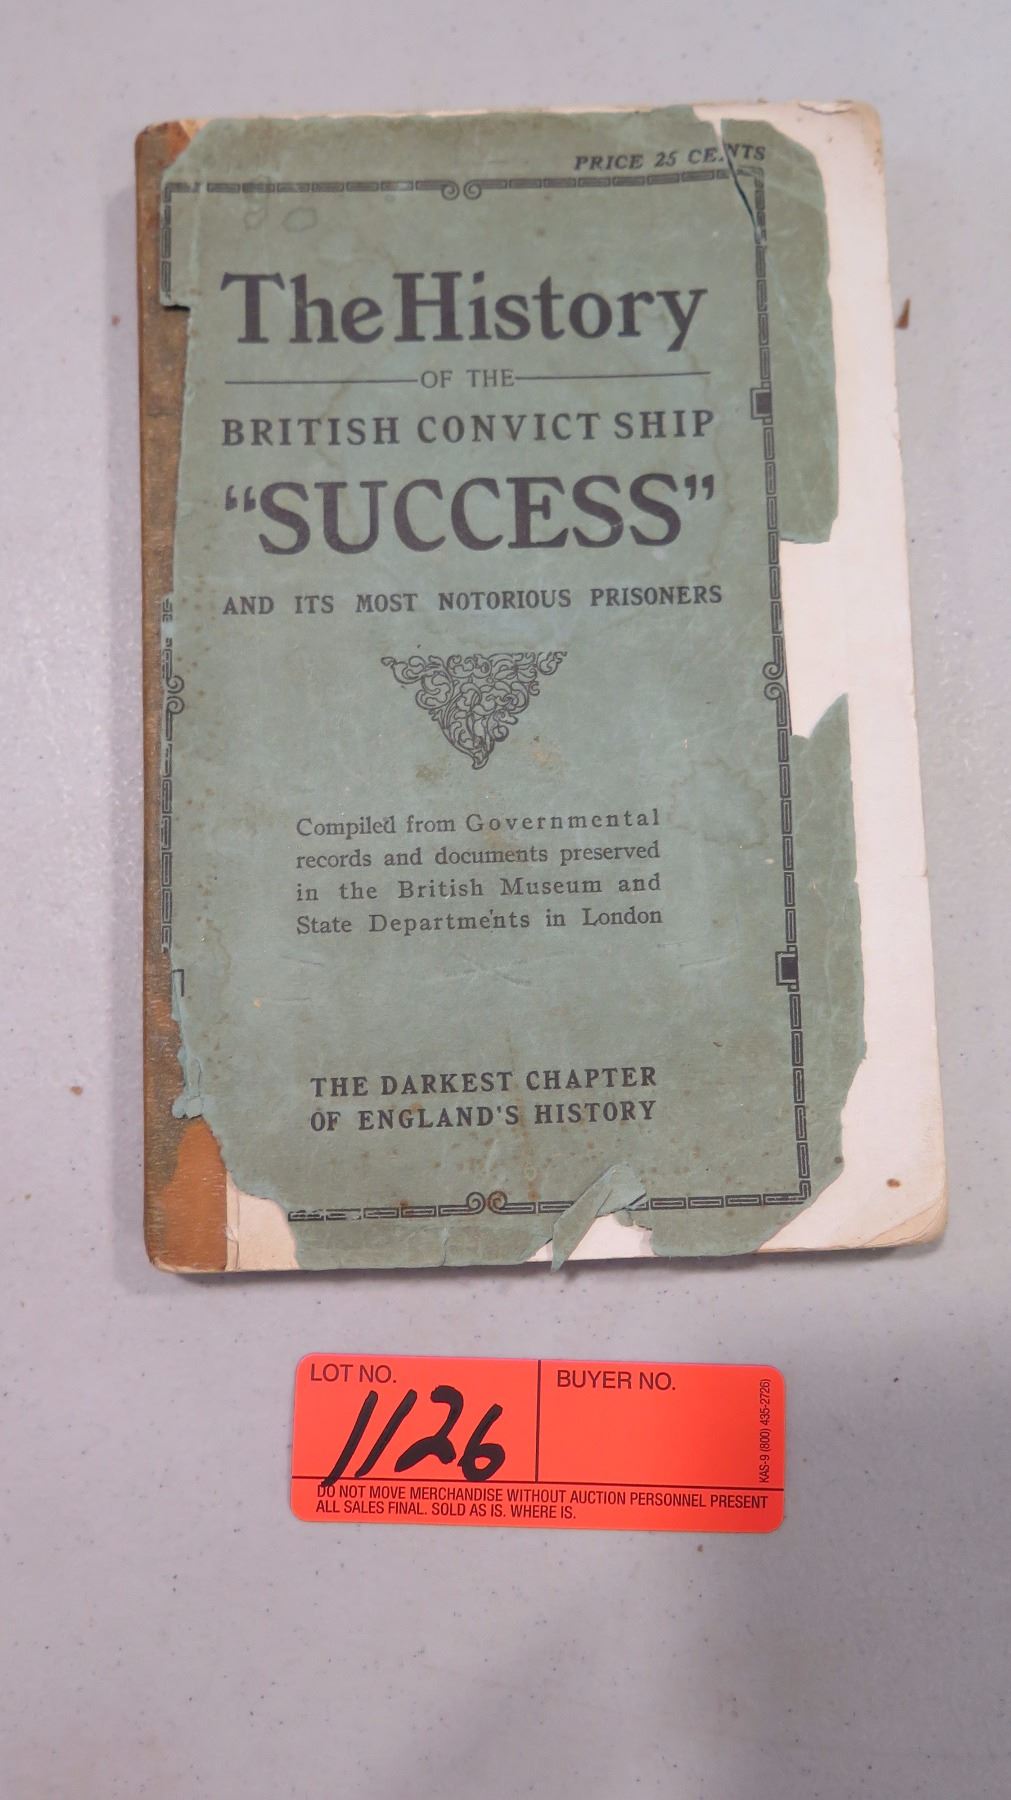 PRICE 25 CENTS
The History
OF THE
BRITISH CONVICT SHIP
"SUCCESS"
AND ITS MOST NOTORIOUS PRISONERS
Compiled from Governmental
records and documents preserved
in the British Museum and
State Departments in London
THE DARKEST CHAPTER
OF ENGLAND'S HISTORY
LOT NO.
1126
BUYER NO.
KAS-9 (800) 435-2726)
DO NOT MOVE MERCHANDISE WITHOUT AUCTION PERSONNEL PRESENT
ALL SALES FINAL. SOLD AS IS. WHERE IS.